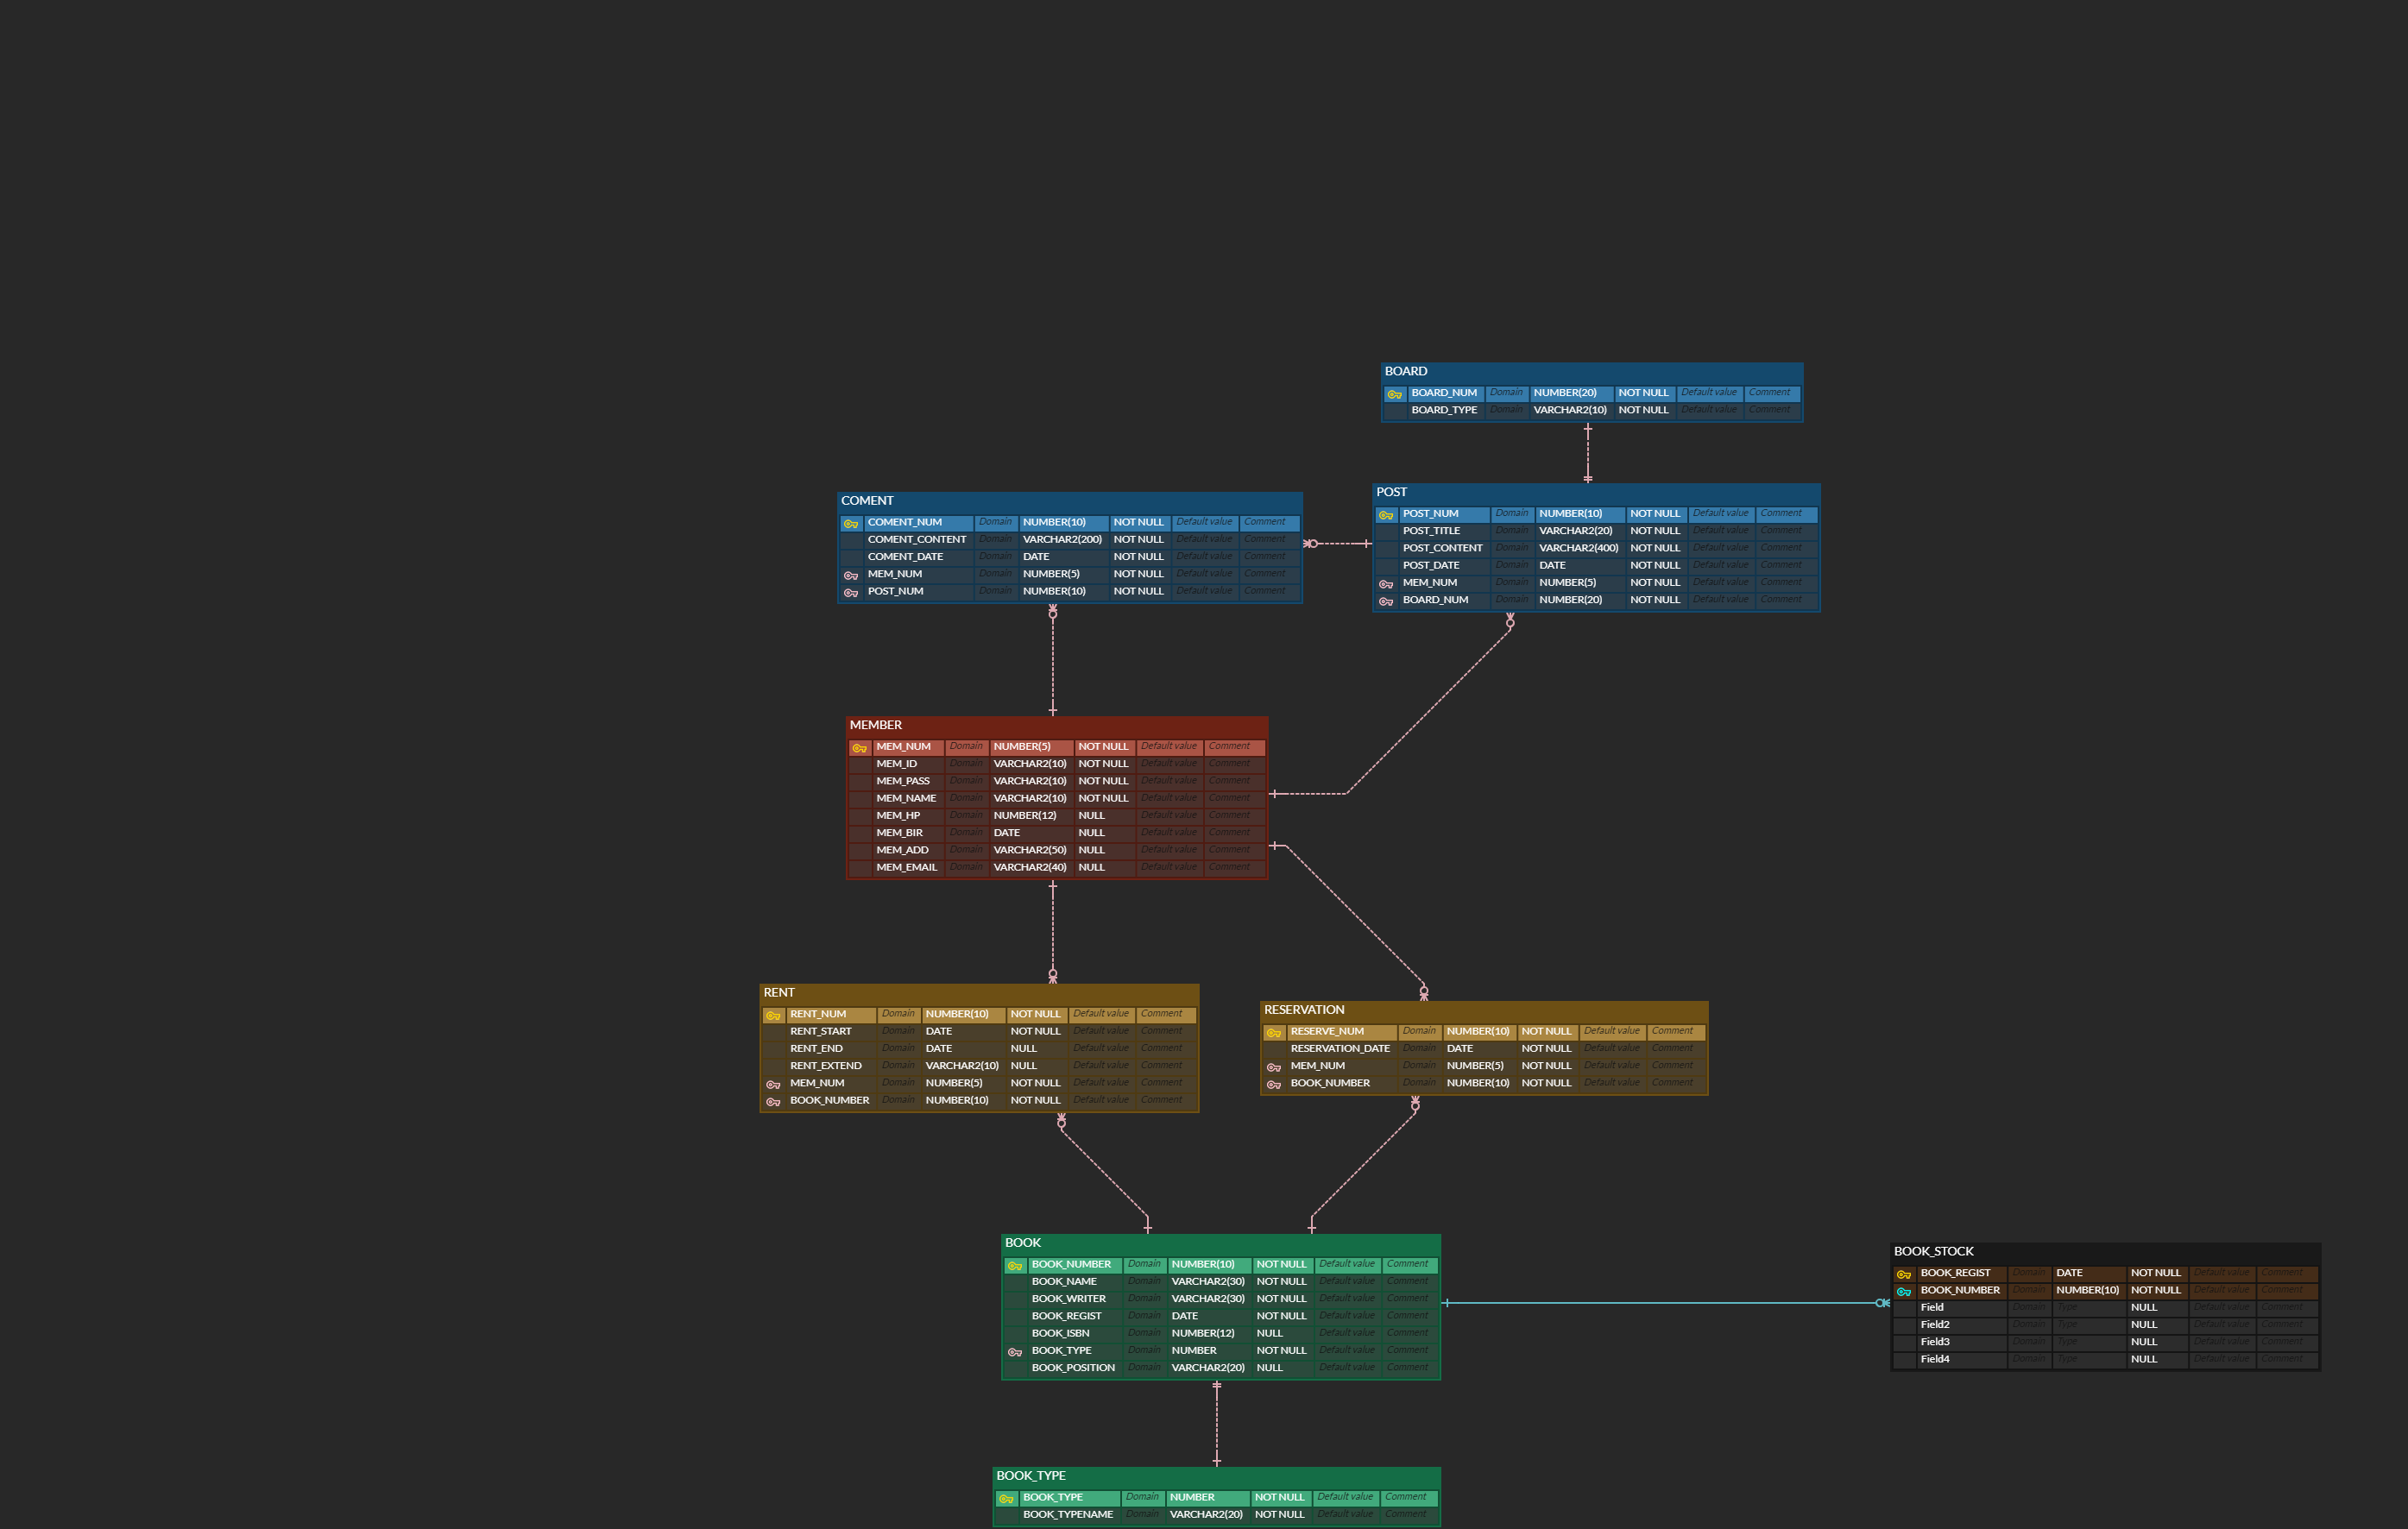 BOARD
BOARD_NUM Domain NUMBER(20) NOT NULL Default value Comment
BOARD_TYPE Domain VARCHAR2(10) NOT NULL Default value Comment
POST
POST_NUM Domain NUMBER(10) NOT NULL Default value Comment
POST_TITLE Domain VARCHAR2(20) NOT NULL Default value Comment
POST_CONTENT Domain VARCHAR2(400) NOT NULL Default value Comment
POST_DATE Domain DATE NOT NULL Default value Comment
MEM_NUM Domain NUMBER(5) NOT NULL Default value Comment
BOARD_NUM Domain NUMBER(20) NOT NULL Default value Comment
COMENT
COMENT_NUM Domain NUMBER(10) NOT NULL Default value Comment
COMENT_CONTENT Domain VARCHAR2(200) NOT NULL Default value Comment
COMENT_DATE Domain DATE NOT NULL Default value Comment
MEM_NUM Domain NUMBER(5) NOT NULL Default value Comment
POST_NUM Domain NUMBER(10) NOT NULL Default value Comment
MEMBER
MEM_NUM Domain NUMBER(5) NOT NULL Default value Comment
MEM_ID Domain VARCHAR2(10) NOT NULL Default value Comment
MEM_PASS Domain VARCHAR2(10) NOT NULL Default value Comment
MEM_NAME Domain VARCHAR2(10) NOT NULL Default value Comment
MEM_HP Domain NUMBER(12) NULL Default value Comment
MEM_BIR Domain DATE NULL Default value Comment
MEM_ADD Domain VARCHAR2(50) NULL Default value Comment
MEM_EMAIL Domain VARCHAR2(40) NULL Default value Comment
RENT
RENT_NUM Domain NUMBER(10) NOT NULL Default value Comment
RENT_START Domain DATE NOT NULL Default value Comment
RENT_END Domain DATE NULL Default value Comment
RENT_EXTEND Domain VARCHAR2(10) NULL Default value Comment
MEM_NUM Domain NUMBER(5) NOT NULL Default value Comment
BOOK_NUMBER Domain NUMBER(10) NOT NULL Default value Comment
RESERVATION
RESERVE_NUM Domain NUMBER(10) NOT NULL Default value Comment
RESERVATION_DATE Domain DATE NOT NULL Default value Comment
MEM_NUM Domain NUMBER(5) NOT NULL Default value Comment
BOOK_NUMBER Domain NUMBER(10) NOT NULL Default value Comment
BOOK
BOOK_NUMBER Domain NUMBER(10) NOT NULL Default value Comment
BOOK_NAME Domain VARCHAR2(30) NOT NULL Default value Comment
BOOK_WRITER Domain VARCHAR2(30) NOT NULL Default value Comment
BOOK_REGIST Domain DATE NOT NULL Default value Comment
BOOK_ISBN Domain NUMBER(12) NULL Default value Comment
BOOK_TYPE Domain NUMBER NOT NULL Default value Comment
BOOK_POSITION Domain VARCHAR2(20) NULL Default value Comment
BOOK_STOCK
BOOK_REGIST Domain DATE NOT NULL Default value Comment
BOOK_NUMBER Domain NUMBER(10) NOT NULL Default value Comment
Field Domain Type NULL Default value Comment
Field2 Domain Type NULL Default value Comment
Field3 Domain Type NULL Default value Comment
Field4 Domain Type NULL Default value Comment
BOOK_TYPE
BOOK_TYPE Domain NUMBER NOT NULL Default value Comment
BOOK_TYPENAME Domain VARCHAR2(20) NOT NULL Default value Comment